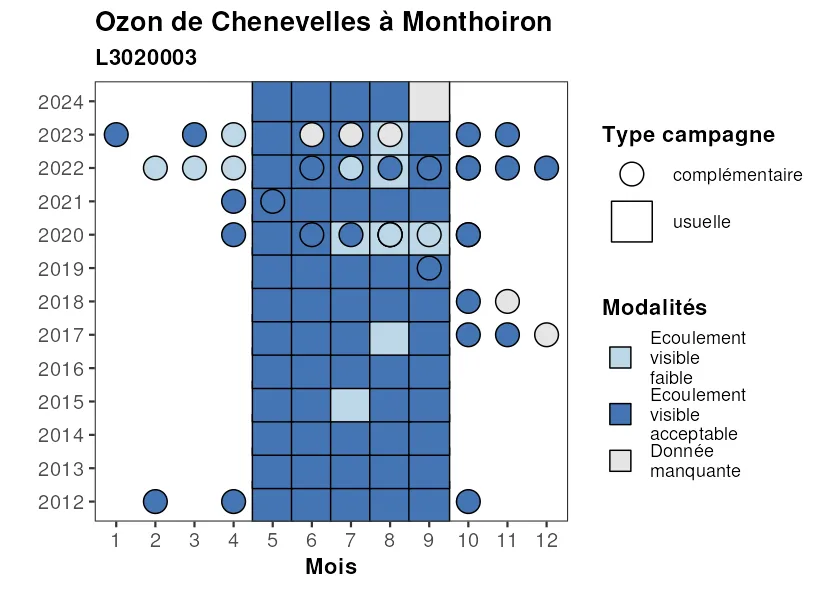 Ozon de Chenevelles à Monthoiron
L3020003
2024
2023
2022
2021
2020
2019
2018
2017
2016
2015
2014
2013
2012
1 2 3 4 5 6 7 8 9 10 11 12
Mois
Type campagne
complémentaire
usuelle
Modalités
Ecoulement
visible
faible
Ecoulement
visible
acceptable
Donnée
manquante